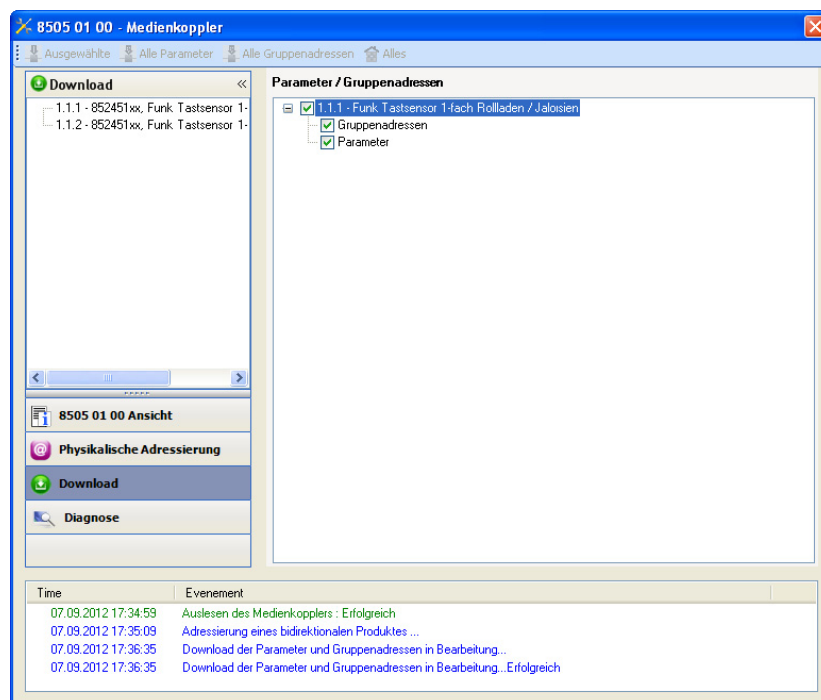 8505 01 00 - Medienkoppler
Ausgewählte Alle Parameter Alle Gruppenadressen Alles
Download «
1.1.1 - 852451xx, Funk Tastsensor 1-
1.1.2 - 852451xx, Funk Tastsensor 1-
8505 01 00 Ansicht
Physikalische Adressierung
Download
Diagnose
Parameter / Gruppenadressen
1.1.1 - Funk Tastsensor 1-fach Rollladen / Jaloisien
Gruppenadressen
Parameter
Time Evenement
07.09.2012 17:34:59 Auslesen des Medienkopplers : Erfolgreich
07.09.2012 17:35:09 Adressierung eines bidirektionalen Produktes ...
07.09.2012 17:36:35 Download der Parameter und Gruppenadressen in Bearbeitung...
07.09.2012 17:36:35 Download der Parameter und Gruppenadressen in Bearbeitung...Erfolgreich